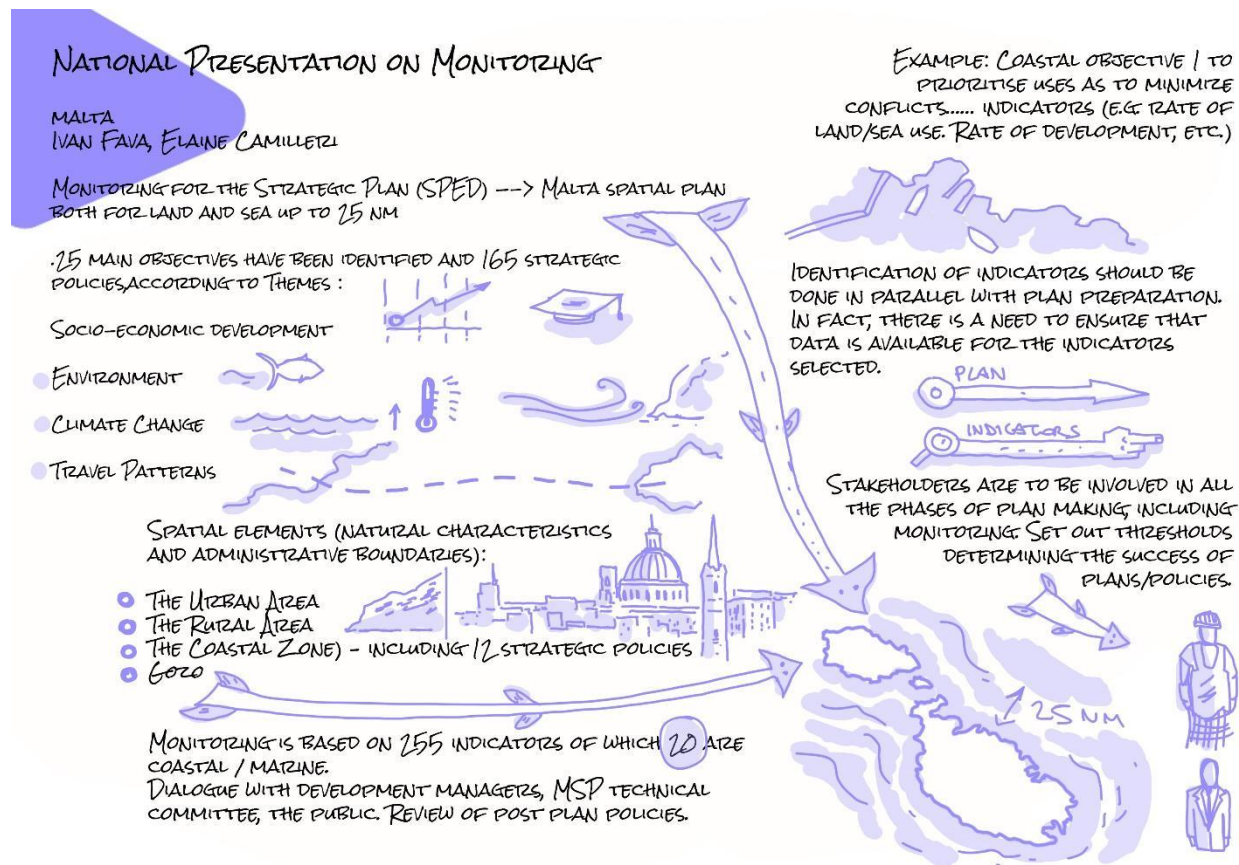 NATIONAL PRESENTATION ON MONITORING
MALTA
IVAN FAVA, ELAINE CAMILLERI
MONITORING FOR THE STRATEGIC PLAN (SPED) ---> MALTA SPATIAL PLAN
BOTH FOR LAND AND SEA UP TO 25 NM
.25 MAIN OBJECTIVES HAVE BEEN IDENTIFIED AND 165 STRATEGIC
POLICIES,ACCORDING TO THEMES :
SOCIO-ECONOMIC DEVELOPMENT
ENVIRONMENT
CLIMATE CHANGE
TRAVEL PATTERNS
SPATIAL ELEMENTS (NATURAL CHARACTERISTICS
AND ADMINISTRATIVE BOUNDARIES):
THE URBAN AREA
THE RURAL AREA
THE COASTAL ZONE) - INCLUDING 12 STRATEGIC POLICIES
GOZO
MONITORING IS BASED ON 255 INDICATORS OF WHICH 20 ARE
COASTAL / MARINE.
DIALOGUE WITH DEVELOPMENT MANAGERS, MSP TECHNICAL
COMMITTEE, THE PUBLIC. REVIEW OF POST PLAN POLICIES.
EXAMPLE: COASTAL OBJECTIVE 1 TO
PRIORITISE USES AS TO MINIMIZE
CONFLICTS..... INDICATORS (E.G. RATE OF
LAND/SEA USE. RATE OF DEVELOPMENT, ETC.)
IDENTIFICATION OF INDICATORS SHOULD BE
DONE IN PARALLEL WITH PLAN PREPARATION.
IN FACT, THERE IS A NEED TO ENSURE THAT
DATA IS AVAILABLE FOR THE INDICATORS
SELECTED.
PLAN
INDICATORS
STAKEHOLDERS ARE TO BE INVOLVED IN ALL
THE PHASES OF PLAN MAKING, INCLUDING
MONITORING. SET OUT THRESHOLDS
DETERMINING THE SUCCESS OF
PLANS/POLICIES.
25 NM